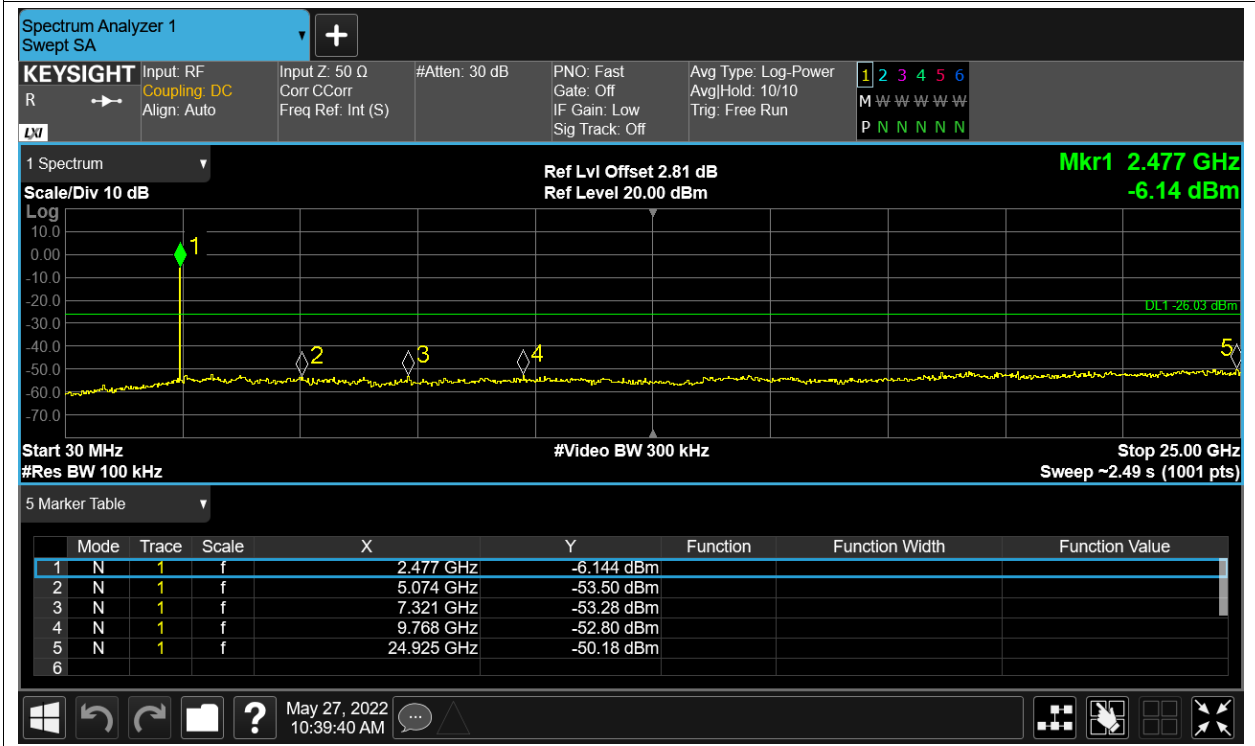 Spectrum Analyzer 1
Swept SA
KEYSIGHT
R
LXI
Input: RF
Coupling: DC
Align: Auto
Input Z: 50 Ω
Corr CCorr
Freq Ref: Int (S)
#Atten: 30 dB
PNO: Fast
Gate: Off
IF Gain: Low
Sig Track: Off
Avg Type: Log-Power
Avg|Hold: 10/10
Trig: Free Run
1 2 3 4 5 6
M W W W W W
P N N N N N
1 Spectrum
Scale/Div 10 dB
Ref Lvl Offset 2.81 dB
Ref Level 20.00 dBm
Mkr1 2.477 GHz
-6.14 dBm
Log
10.0
0.00
-10.0
-20.0
-30.0
-40.0
-50.0
-60.0
-70.0
1
2
3
4
5
DL1 -26.03 dBm
Start 30 MHz
#Res BW 100 kHz
#Video BW 300 kHz
Stop 25.00 GHz
Sweep ~2.49 s (1001 pts)
5 Marker Table
Mode Trace Scale X Y Function Function Width Function Value
1 N 1 f 2.477 GHz -6.144 dBm
2 N 1 f 5.074 GHz -53.50 dBm
3 N 1 f 7.321 GHz -53.28 dBm
4 N 1 f 9.768 GHz -52.80 dBm
5 N 1 f 24.925 GHz -50.18 dBm
6
?
May 27, 2022
10:39:40 AM